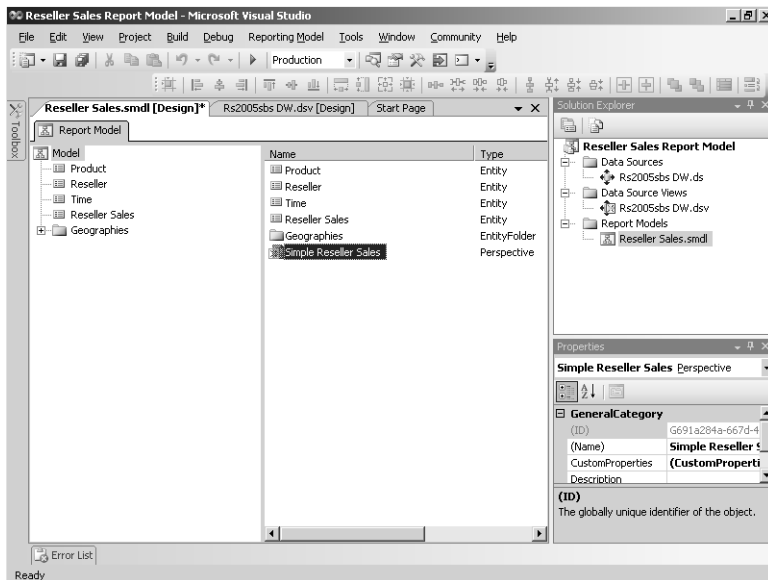 Reseller Sales Report Model - Microsoft Visual Studio
File Edit View Project Build Debug Reporting Model Tools Window Community Help
Production
Toolbox
Reseller Sales.smdl [Design]* Rs2005sbs DW.dsv [Design] Start Page
Report Model
Model
Product
Reseller
Time
Reseller Sales
Geographies
Name Type
Product Entity
Reseller Entity
Time Entity
Reseller Sales Entity
Geographies EntityFolder
Simple Reseller Sales Perspective
Solution Explorer
Reseller Sales Report Model
Data Sources
Rs2005sbs DW.ds
Data Source Views
Rs2005sbs DW.dsv
Report Models
Reseller Sales.smdl
Properties
Simple Reseller Sales Perspective
GeneralCategory
(ID) G691a284a-667d-4
(Name) Simple Reseller S
CustomProperties (CustomProperti
Description
(ID)
The globally unique identifier of the object.
Error List
Ready